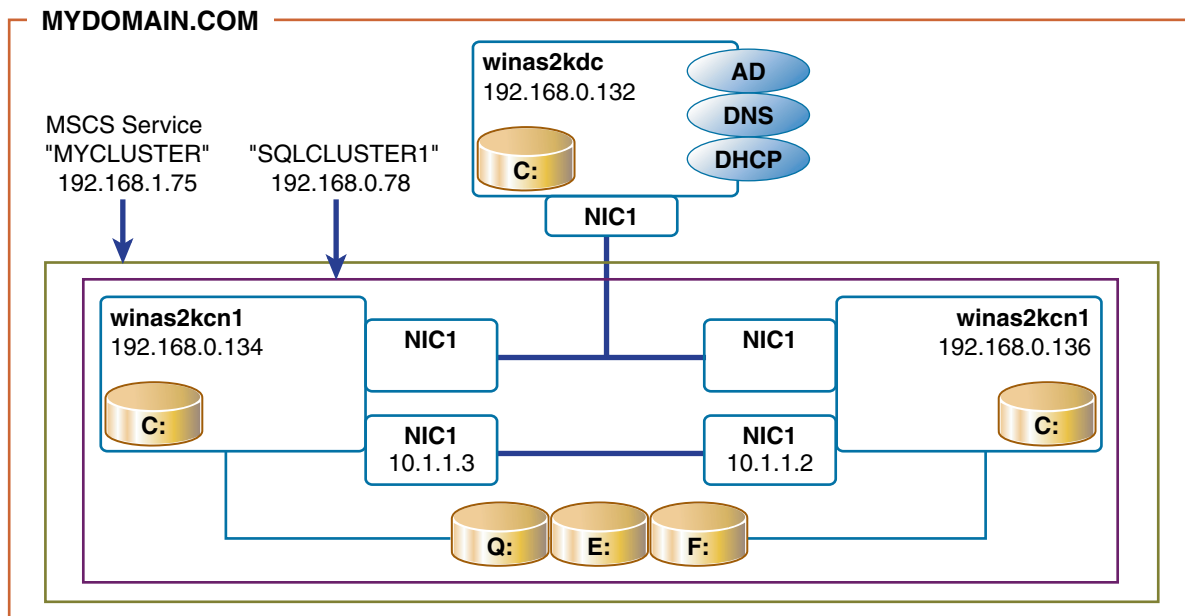 MYDOMAIN.COM
winas2kdc
192.168.0.132
C:
AD
DNS
DHCP
NIC1
MSCS Service
"MYCLUSTER"
192.168.1.75
"SQLCLUSTER1"
192.168.0.78
winas2kcn1
192.168.0.134
C:
NIC1
NIC1
10.1.1.3
NIC1
NIC1
10.1.1.2
winas2kcn1
192.168.0.136
C:
Q:
E:
F: